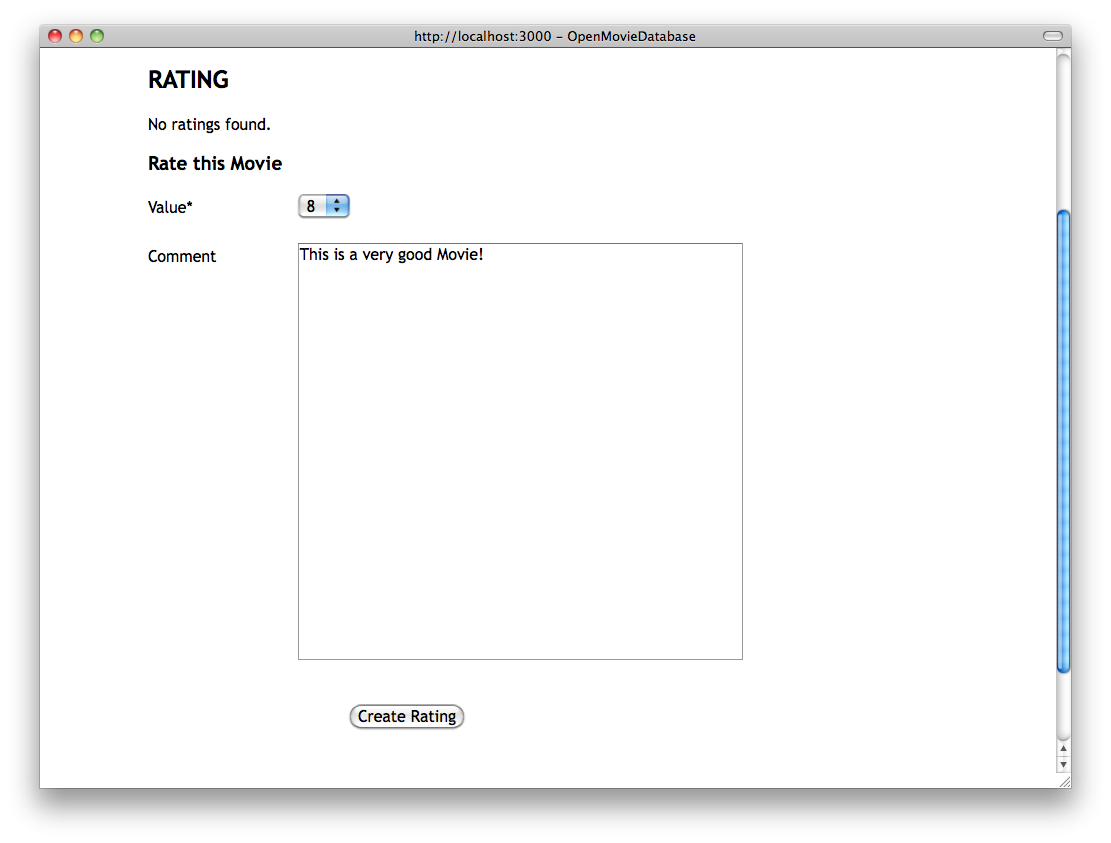 http://localhost:3000 – OpenMovieDatabase
RATING
No ratings found.
Rate this Movie
Value* 8
Comment This is a very good Movie!
Create Rating